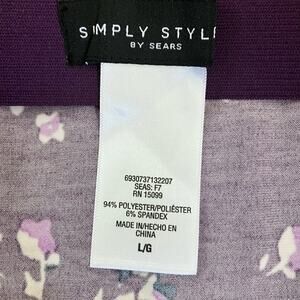 SIMPLY STYLE
BY SEARS
6930737132207
SEAS: F7
RN 15099
94% POLYESTER/POLIÉSTER
6% SPANDEX
MADE IN/HECHO EN
CHINA
L/G